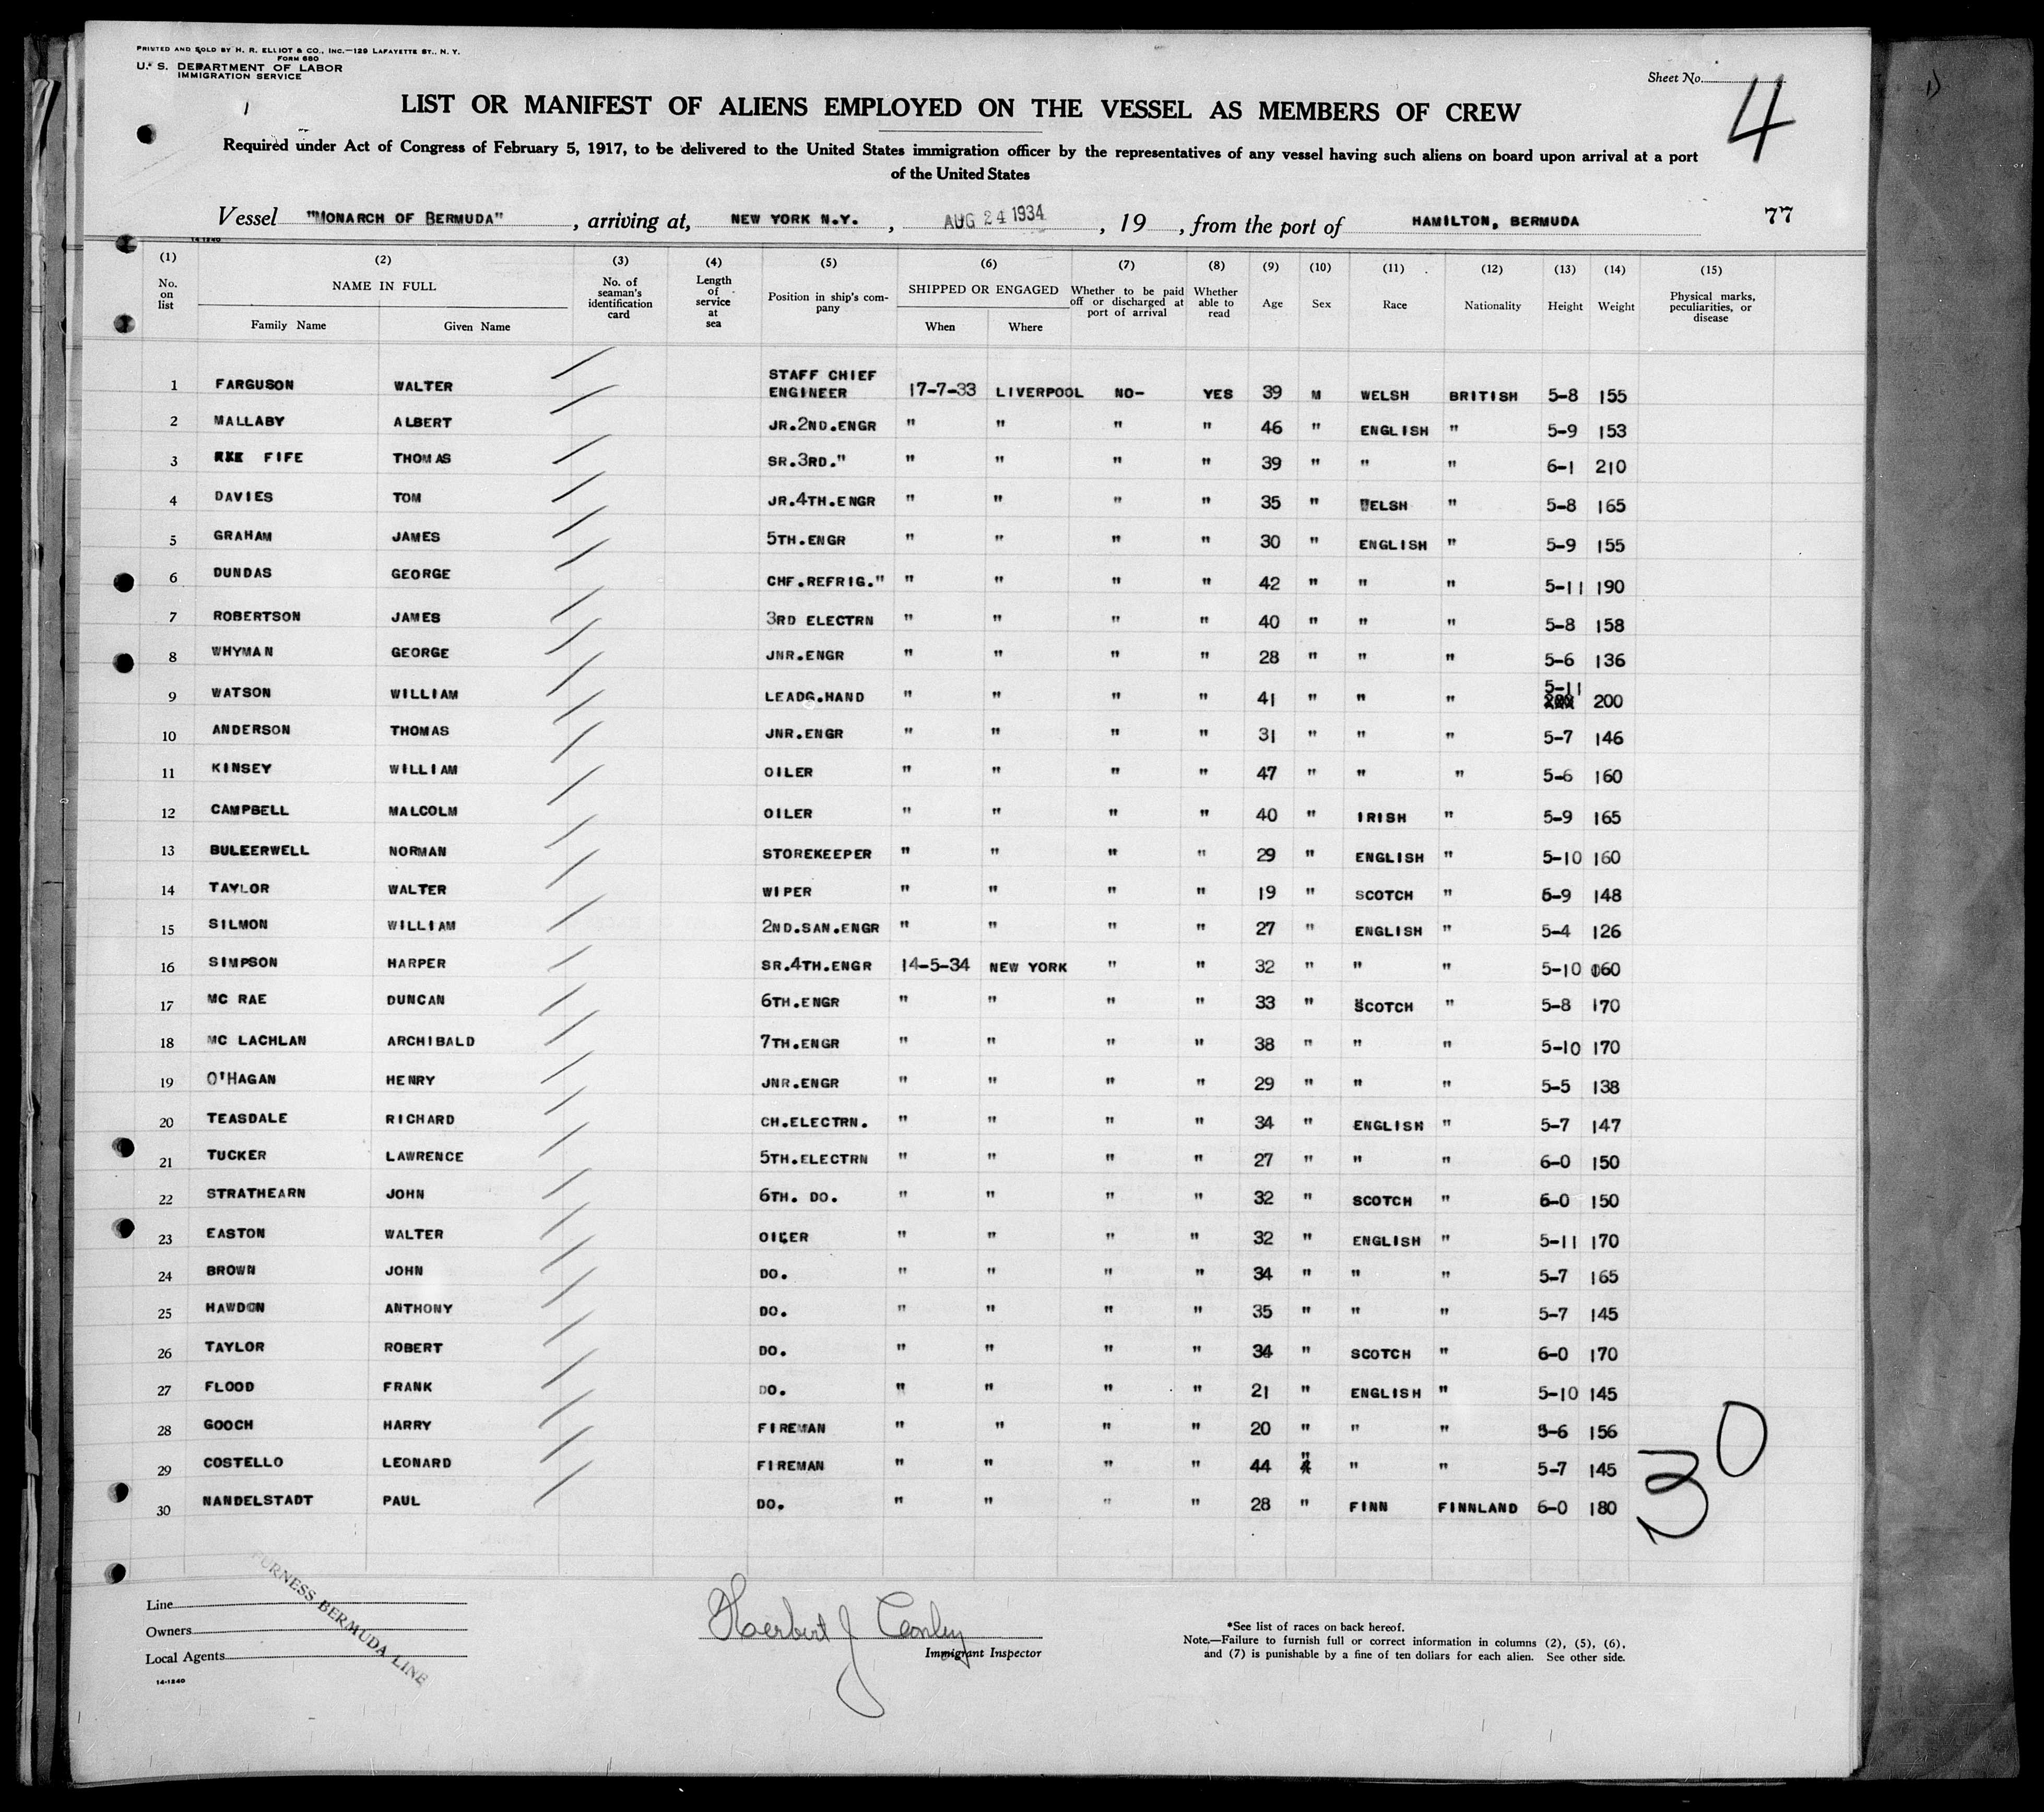 PRINTED AND SOLD BY H. R. ELLIOT & CO., INC.—129 LAFAYETTE ST., N. Y.
FORM 680
U. S. DEPARTMENT OF LABOR
IMMIGRATION SERVICE
Sheet No. 4
LIST OR MANIFEST OF ALIENS EMPLOYED ON THE VESSEL AS MEMBERS OF CREW
Required under Act of Congress of February 5, 1917, to be delivered to the United States immigration officer by the representatives of any vessel having such aliens on board upon arrival at a port
of the United States
Vessel "MONARCH OF BERMUDA", arriving at, NEW YORK N.Y., AUG 24 1934, 19, from the port of HAMILTON, BERMUDA 77
14-1240
(1) (2) (3) (4) (5) (6) (7) (8) (9) (10) (11) (12) (13) (14) (15)
No. on list NAME IN FULL Family Name Given Name No. of seaman's identification card Length of service at sea Position in ship's company SHIPPED OR ENGAGED When Where Whether to be paid off or discharged at port of arrival Whether able to read Age Sex Race Nationality Height Weight Physical marks, peculiarities, or disease
1 FARGUSON WALTER STAFF CHIEF ENGINEER 17-7-33 LIVERPOOL NO- YES 39 M WELSH BRITISH 5-8 155
2 MALLABY ALBERT JR.2ND.ENGR " " " " 46 " ENGLISH " 5-9 153
3 FIFE THOMAS SR.3RD." " " " " 39 " " " 6-1 210
4 DAVIES TOM JR.4TH.ENGR " " " " 35 " WELSH " 5-8 165
5 GRAHAM JAMES 5TH.ENGR " " " " 30 " ENGLISH " 5-9 155
6 DUNDAS GEORGE CHF.REFRIG." " " " " 42 " " " 5-11 190
7 ROBERTSON JAMES 3RD ELECTRN " " " " 40 " " " 5-8 158
8 WHYMAN GEORGE JNR.ENGR " " " " 28 " " " 5-6 136
9 WATSON WILLIAM LEADG.HAND " " " " 41 " " " 5-11 200
10 ANDERSON THOMAS JNR.ENGR " " " " 31 " " " 5-7 146
11 KINSEY WILLIAM OILER " " " " 47 " " " 5-6 160
12 CAMPBELL MALCOLM OILER " " " " 40 " IRISH " 5-9 165
13 BULEERWELL NORMAN STOREKEEPER " " " " 29 " ENGLISH " 5-10 160
14 TAYLOR WALTER WIPER " " " " 19 " SCOTCH " 5-9 148
15 SILMON WILLIAM 2ND.SAN.ENGR " " " " 27 " ENGLISH " 5-4 126
16 SIMPSON HARPER SR.4TH.ENGR 14-5-34 NEW YORK " " 32 " " " 5-10 160
17 MC RAE DUNCAN 6TH.ENGR " " " " 33 " SCOTCH " 5-8 170
18 MC LACHLAN ARCHIBALD 7TH.ENGR " " " " 38 " " " 5-10 170
19 O'HAGAN HENRY JNR.ENGR " " " " 29 " " " 5-5 138
20 TEASDALE RICHARD CH.ELECTRN. " " " " 34 " ENGLISH " 5-7 147
21 TUCKER LAWRENCE 5TH.ELECTRN " " " " 27 " " " 6-0 150
22 STRATHEARN JOHN 6TH. DO. " " " " 32 " SCOTCH " 6-0 150
23 EASTON WALTER OILER " " " " 32 " ENGLISH " 5-11 170
24 BROWN JOHN DO. " " " " 34 " " " 5-7 165
25 HAWDON ANTHONY DO. " " " " 35 " " " 5-7 145
26 TAYLOR ROBERT DO. " " " " 34 " SCOTCH " 6-0 170
27 FLOOD FRANK DO. " " " " 21 " ENGLISH " 5-10 145
28 GOOCH HARRY FIREMAN " " " " 20 " " " 5-6 156
29 COSTELLO LEONARD FIREMAN " " " " 44 " " " 5-7 145
30 NANDELSTADT PAUL DO. " " " " 28 " FINN FINNLAND 6-0 180
30
Line
Owners
Local Agents
FURNESS BERMUDA LINE
14-1240
Herbert J Conley
Immigrant Inspector
*See list of races on back hereof.
Note.—Failure to furnish full or correct information in columns (2), (5), (6),
and (7) is punishable by a fine of ten dollars for each alien. See other side.